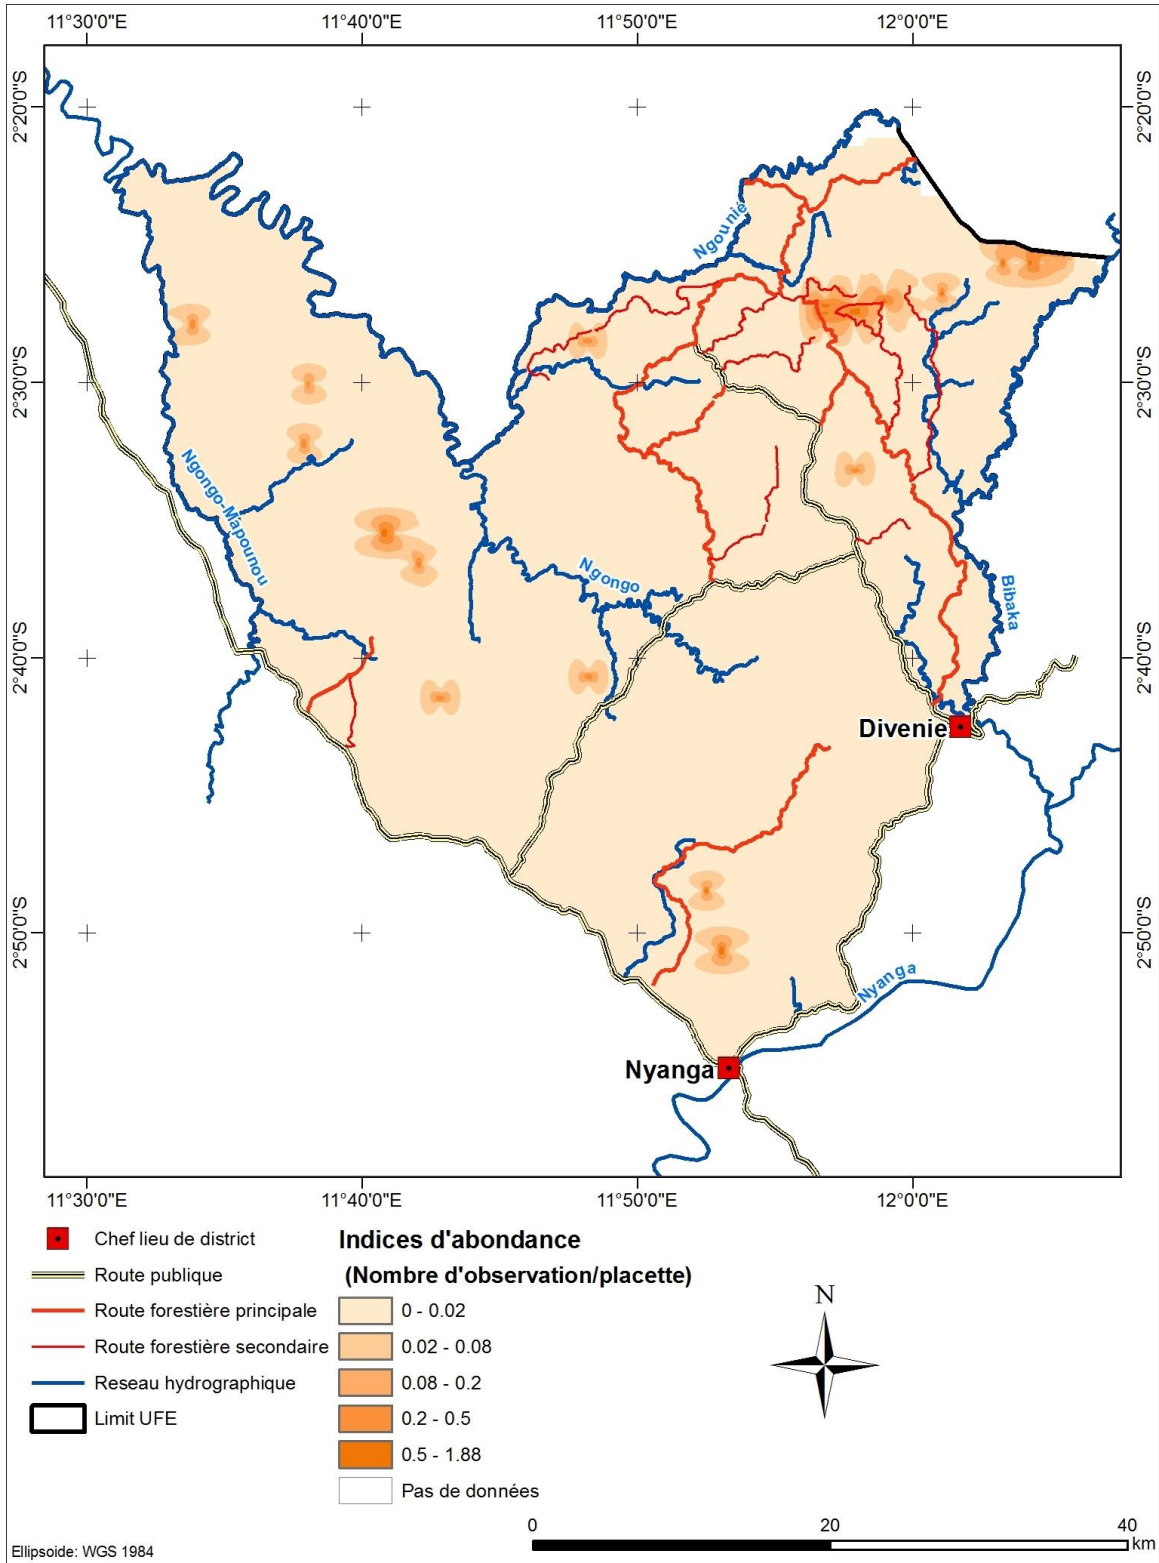 11°30'0"E 11°40'0"E 11°50'0"E 12°0'0"E
2°20'0"S 2°20'0"S
Ngounié
2°30'0"S 2°30'0"S
Ngongo-Mapounou
Ngongo
Bibaka
2°40'0"S 2°40'0"S
Divenie
2°50'0"S 2°50'0"S
Nyanga
Nyanga
11°30'0"E 11°40'0"E 11°50'0"E 12°0'0"E
Chef lieu de district
Route publique
Route forestière principale
Route forestière secondaire
Reseau hydrographique
Limit UFE
Indices d'abondance
(Nombre d'observation/placette)
0 - 0.02
0.02 - 0.08
0.08 - 0.2
0.2 - 0.5
0.5 - 1.88
Pas de données
N
0 20 40
km
Ellipsoide: WGS 1984